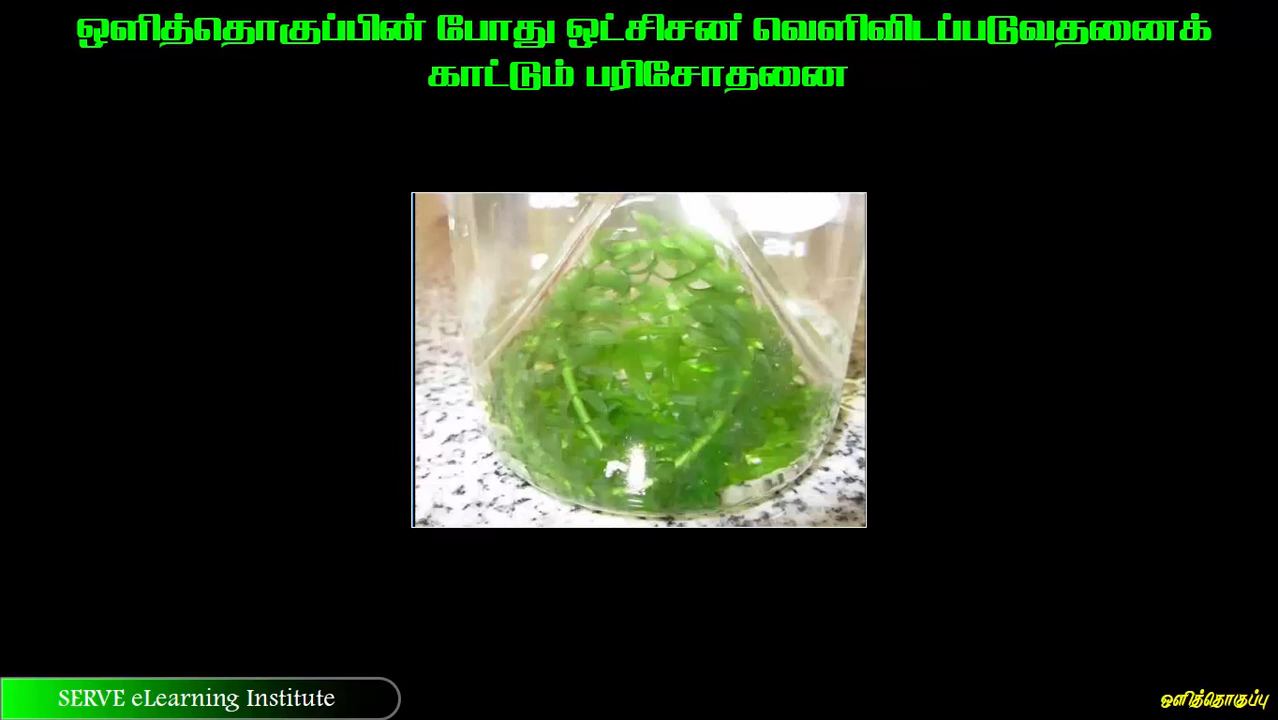 ஒளித்தொகுப்பின் போது ஒட்சிசன் வெளிவிடப்படுவதனைக்
காட்டும் பரிசோதனை
SERVE eLearning Institute
ஒளித்தொகுப்பு